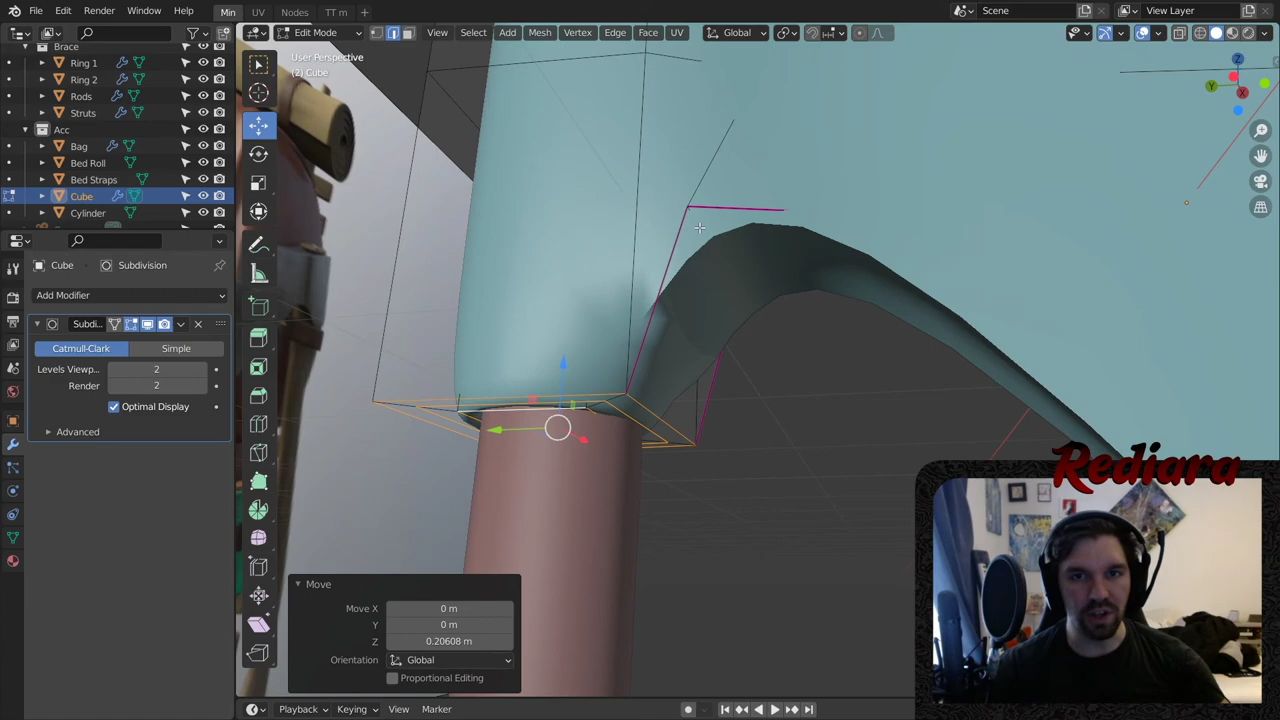 File Edit Render Window Help
Min UV Nodes TT m +
Scene
View Layer
Brace
Ring 1
Ring 2
Rods
Struts
Acc
Bag
Bed Roll
Bed Straps
Cube
Cylinder
Cube > Subdivision
Add Modifier
Subdi...
Catmull-Clark Simple
Levels Viewp... 2
Render 2
Optimal Display
Advanced
Edit Mode
View Select Add Mesh Vertex Edge Face UV
Global
User Perspective
(2) Cube
Z
Y
X
Move
Move X 0 m
Y 0 m
Z 0.20608 m
Orientation Global
Proportional Editing
Playback Keying View Marker
Rediara